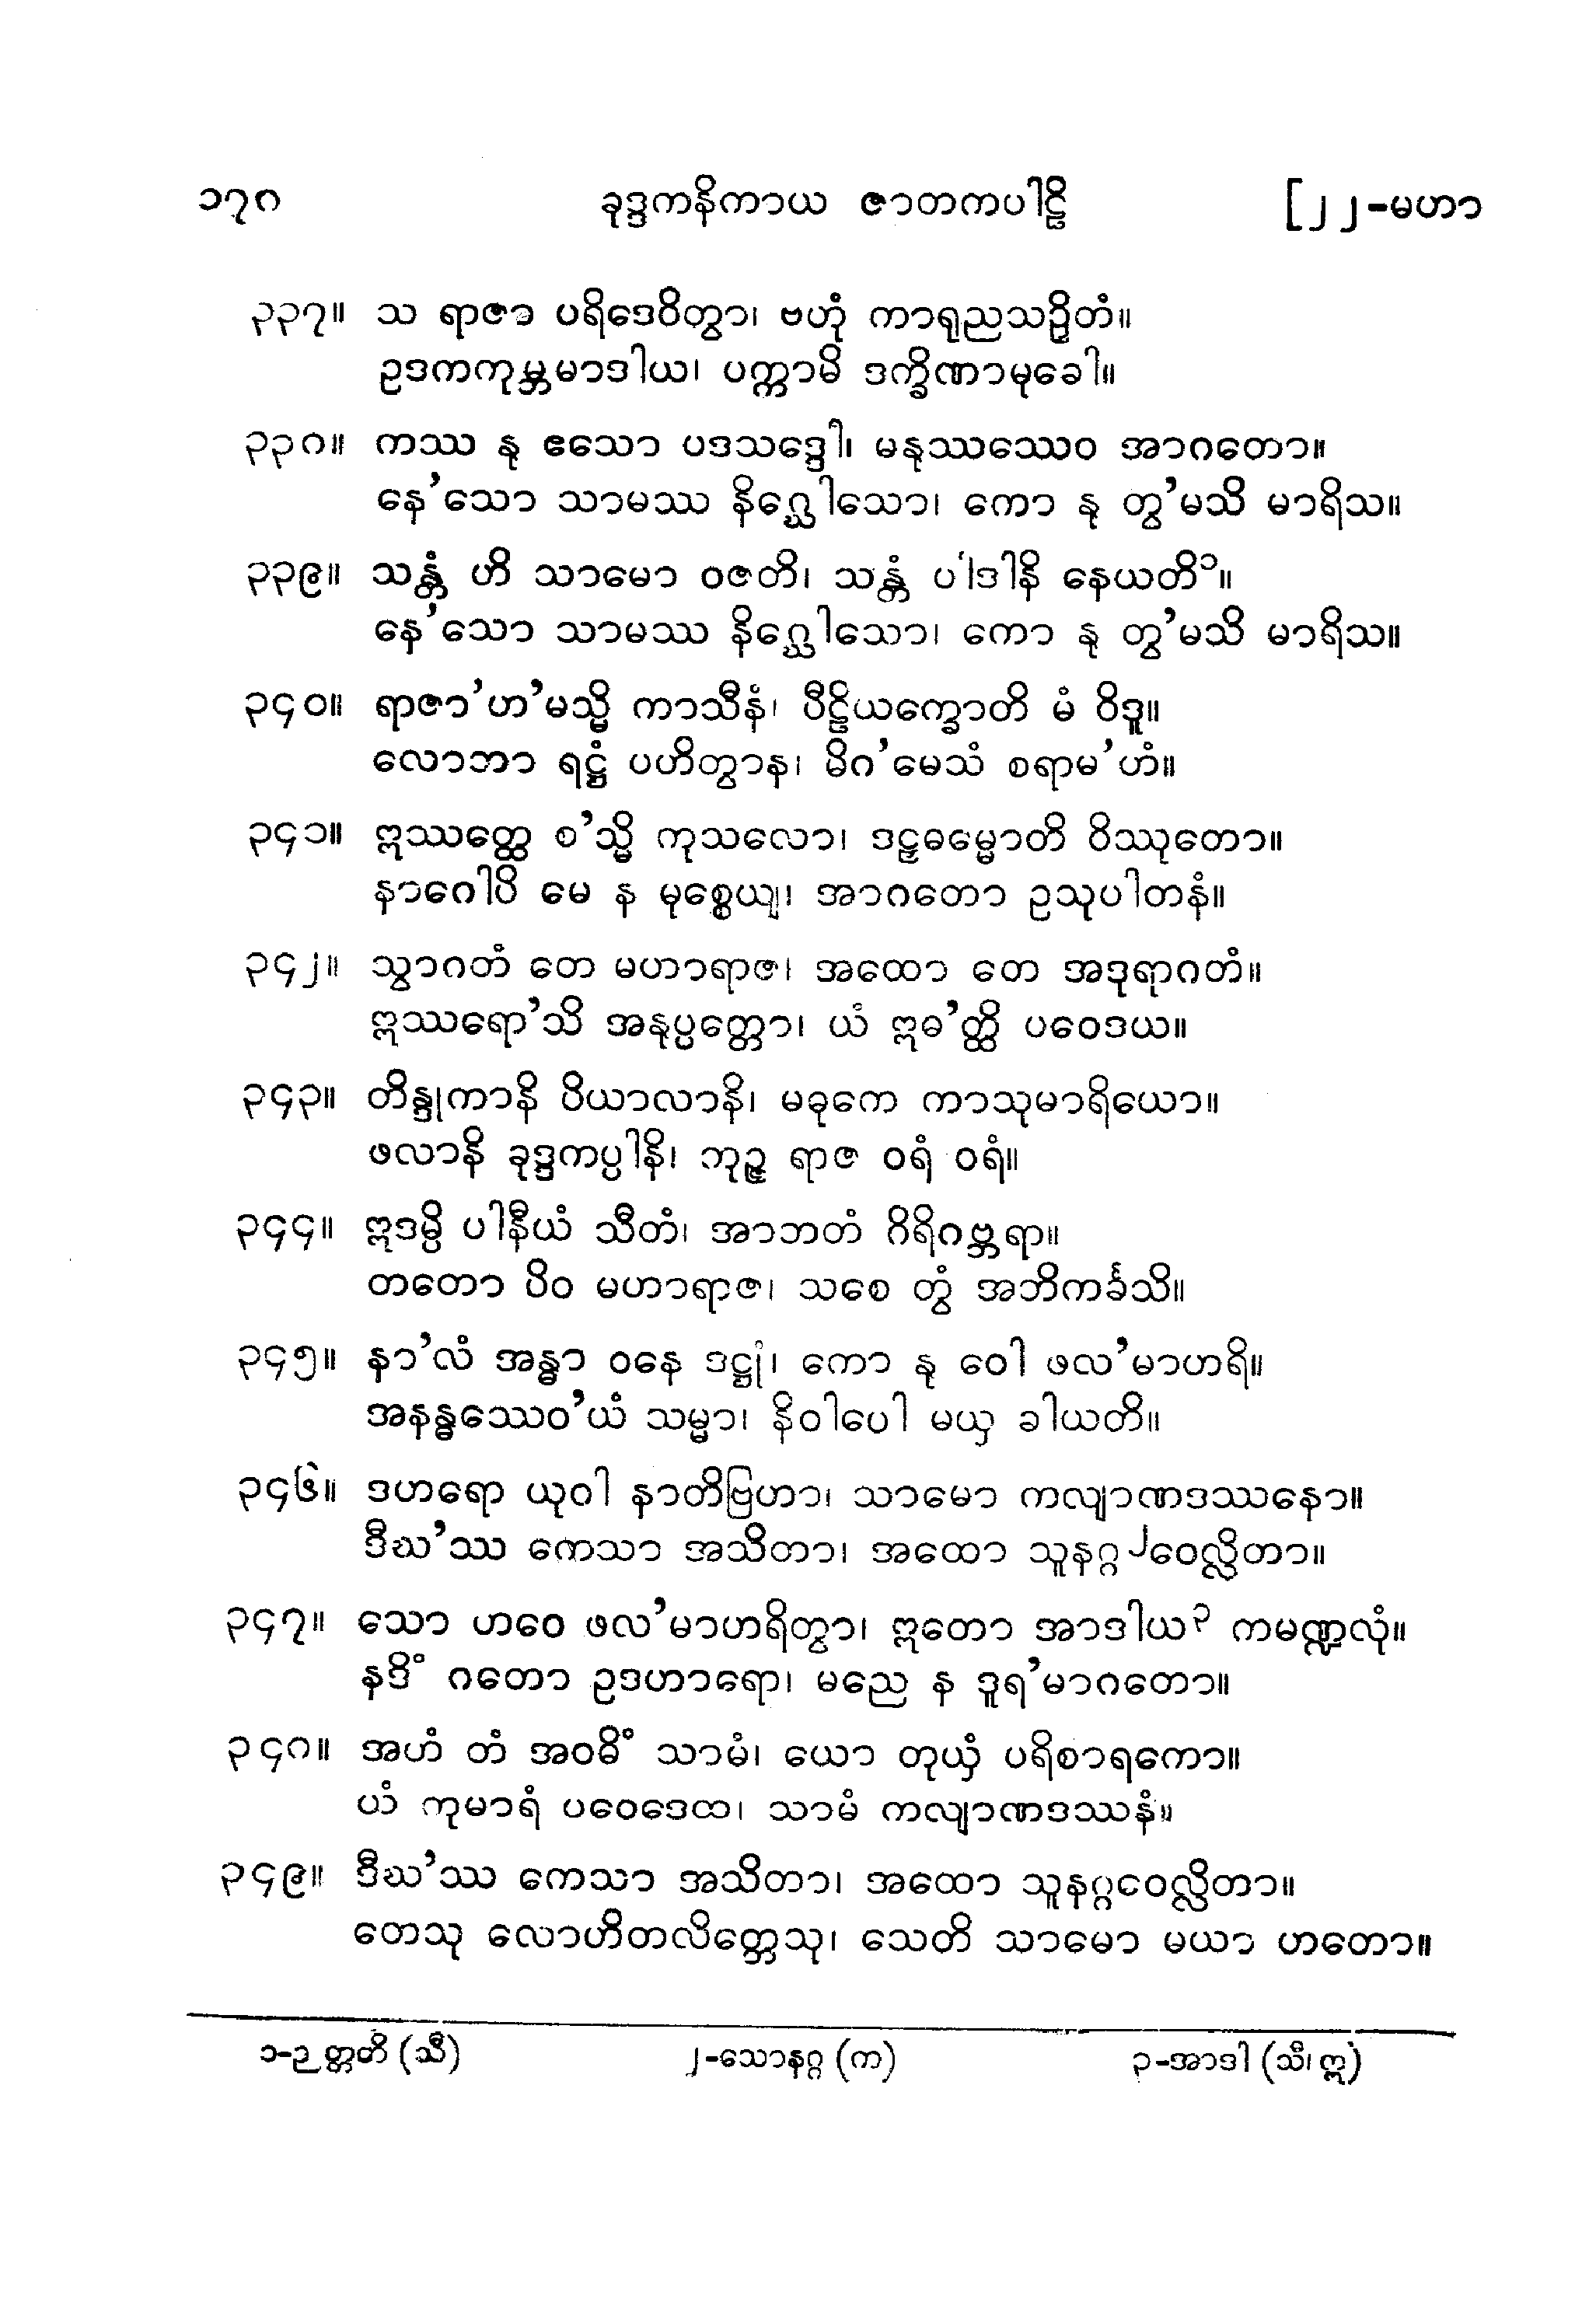 ၁၇၈ ခုဒ္ဒကနိကာယ ဇာတကပါဠိ [၂၂-မဟာ
၃၃၇။ သ ရာဇာ ပရိဒေဝိတွာ၊ ဗဟုံ ကာရုညသဉှိတံ။
ဥဒကကုမ္ဘမာဒါယ၊ ပက္ကာမိ ဒက္ခိဏာမုခေါ။
၃၃၈။ ကဿ နု ဧသော ပဒသဒ္ဒေါ၊ မနုဿဿေဝ အာဂတော။
နေ’သော သာမဿ နိဂ္ဃေါသော၊ ကော နု တွ’မသိ မာရိသ။
၃၃၉။ သန္တံ ဟိ သာမော ဝဇတိ၊ သန္တံ ပါဒါနိ နေယတိ၁။
နေ’သော သာမဿ နိဂ္ဃေါသော၊ ကော နု တွ’မသိ မာရိသ။
၃၄၀။ ရာဇာ’ဟ’မသ္မိ ကာသီနံ၊ ပီဠိယက္ခောတိ မံ ဝိဒူ။
လောဘာ ရဋ္ဌံ ပဟိတွာန၊ မိဂ’မေသံ စရာမ’ဟံ။
၃၄၁။ ဣဿတ္ထေ စ’သ္မိ ကုသလော၊ ဒဠှဓမ္မောတိ ဝိဿုတော။
နာဂေါပိ မေ န မုစ္စေယျ၊ အာဂတော ဥသုပါတနံ။
၃၄၂။ သွာဂတံ တေ မဟာရာဇ၊ အထော တေ အဒုရာဂတံ။
ဣဿရော’သိ အနုပ္ပတ္တော၊ ယံ ဣဓ’တ္ထိ ပဝေဒယ။
၃၄၃။ တိန္ဒုကာနိ ပိယာလာနိ၊ မဓုကေ ကာသုမာရိယော။
ဖလာနိ ခုဒ္ဒကပ္ပါနိ၊ ဘုဉ္ဇ ရာဇ ဝရံ ဝရံ။
၃၄၄။ ဣဒမ္ပိ ပါနီယံ သီတံ၊ အာဘတံ ဂိရိဂဗ္ဘရာ။
တတော ပိဝ မဟာရာဇ၊ သစေ တွံ အဘိကင်္ခသိ။
၃၄၅။ နာ’လံ အန္ဓာ ဝနေ ဒဋ္ဌုံ၊ ကော နု ဝေါ ဖလ’မာဟရိ။
အနန္ဓဿေဝ’ယံ သမ္မာ၊ နိဝါပေါ မယှ ခါယတိ။
၃၄၆။ ဒဟရော ယုဝါ နာတိဗြဟာ၊ သာမော ကလျာဏဒဿနော။
ဒီဃ’ဿ ကေသာ အသိတာ၊ အထော သူနဂ္ဂ၂ဝေလ္လိတာ။
၃၄၇။ သော ဟဝေ ဖလ’မာဟရိတွာ၊ ဣတော အာဒါယ၃ ကမဏ္ဍလုံ။
နဒိံ ဂတော ဥဒဟာရော၊ မညေ န ဒူရ’မာဂတော။
၃၄၈။ အဟံ တံ အဝဓိံ သာမံ၊ ယော တုယှံ ပရိစာရကော။
ယံ ကုမာရံ ပဝေဒေထ၊ သာမံ ကလျာဏဒဿနံ။
၃၄၉။ ဒီဃ’ဿ ကေသာ အသိတာ၊ အထော သူနဂ္ဂဝေလ္လိတာ။
တေသု လောဟိတလိတ္တေသု၊ သေတိ သာမော မယာ ဟတော။
၁-ဥတ္တတိ (သီ) ၂-သောနဂ္ဂ (က) ၃-အာဒါ (သီ၊ ဣ)